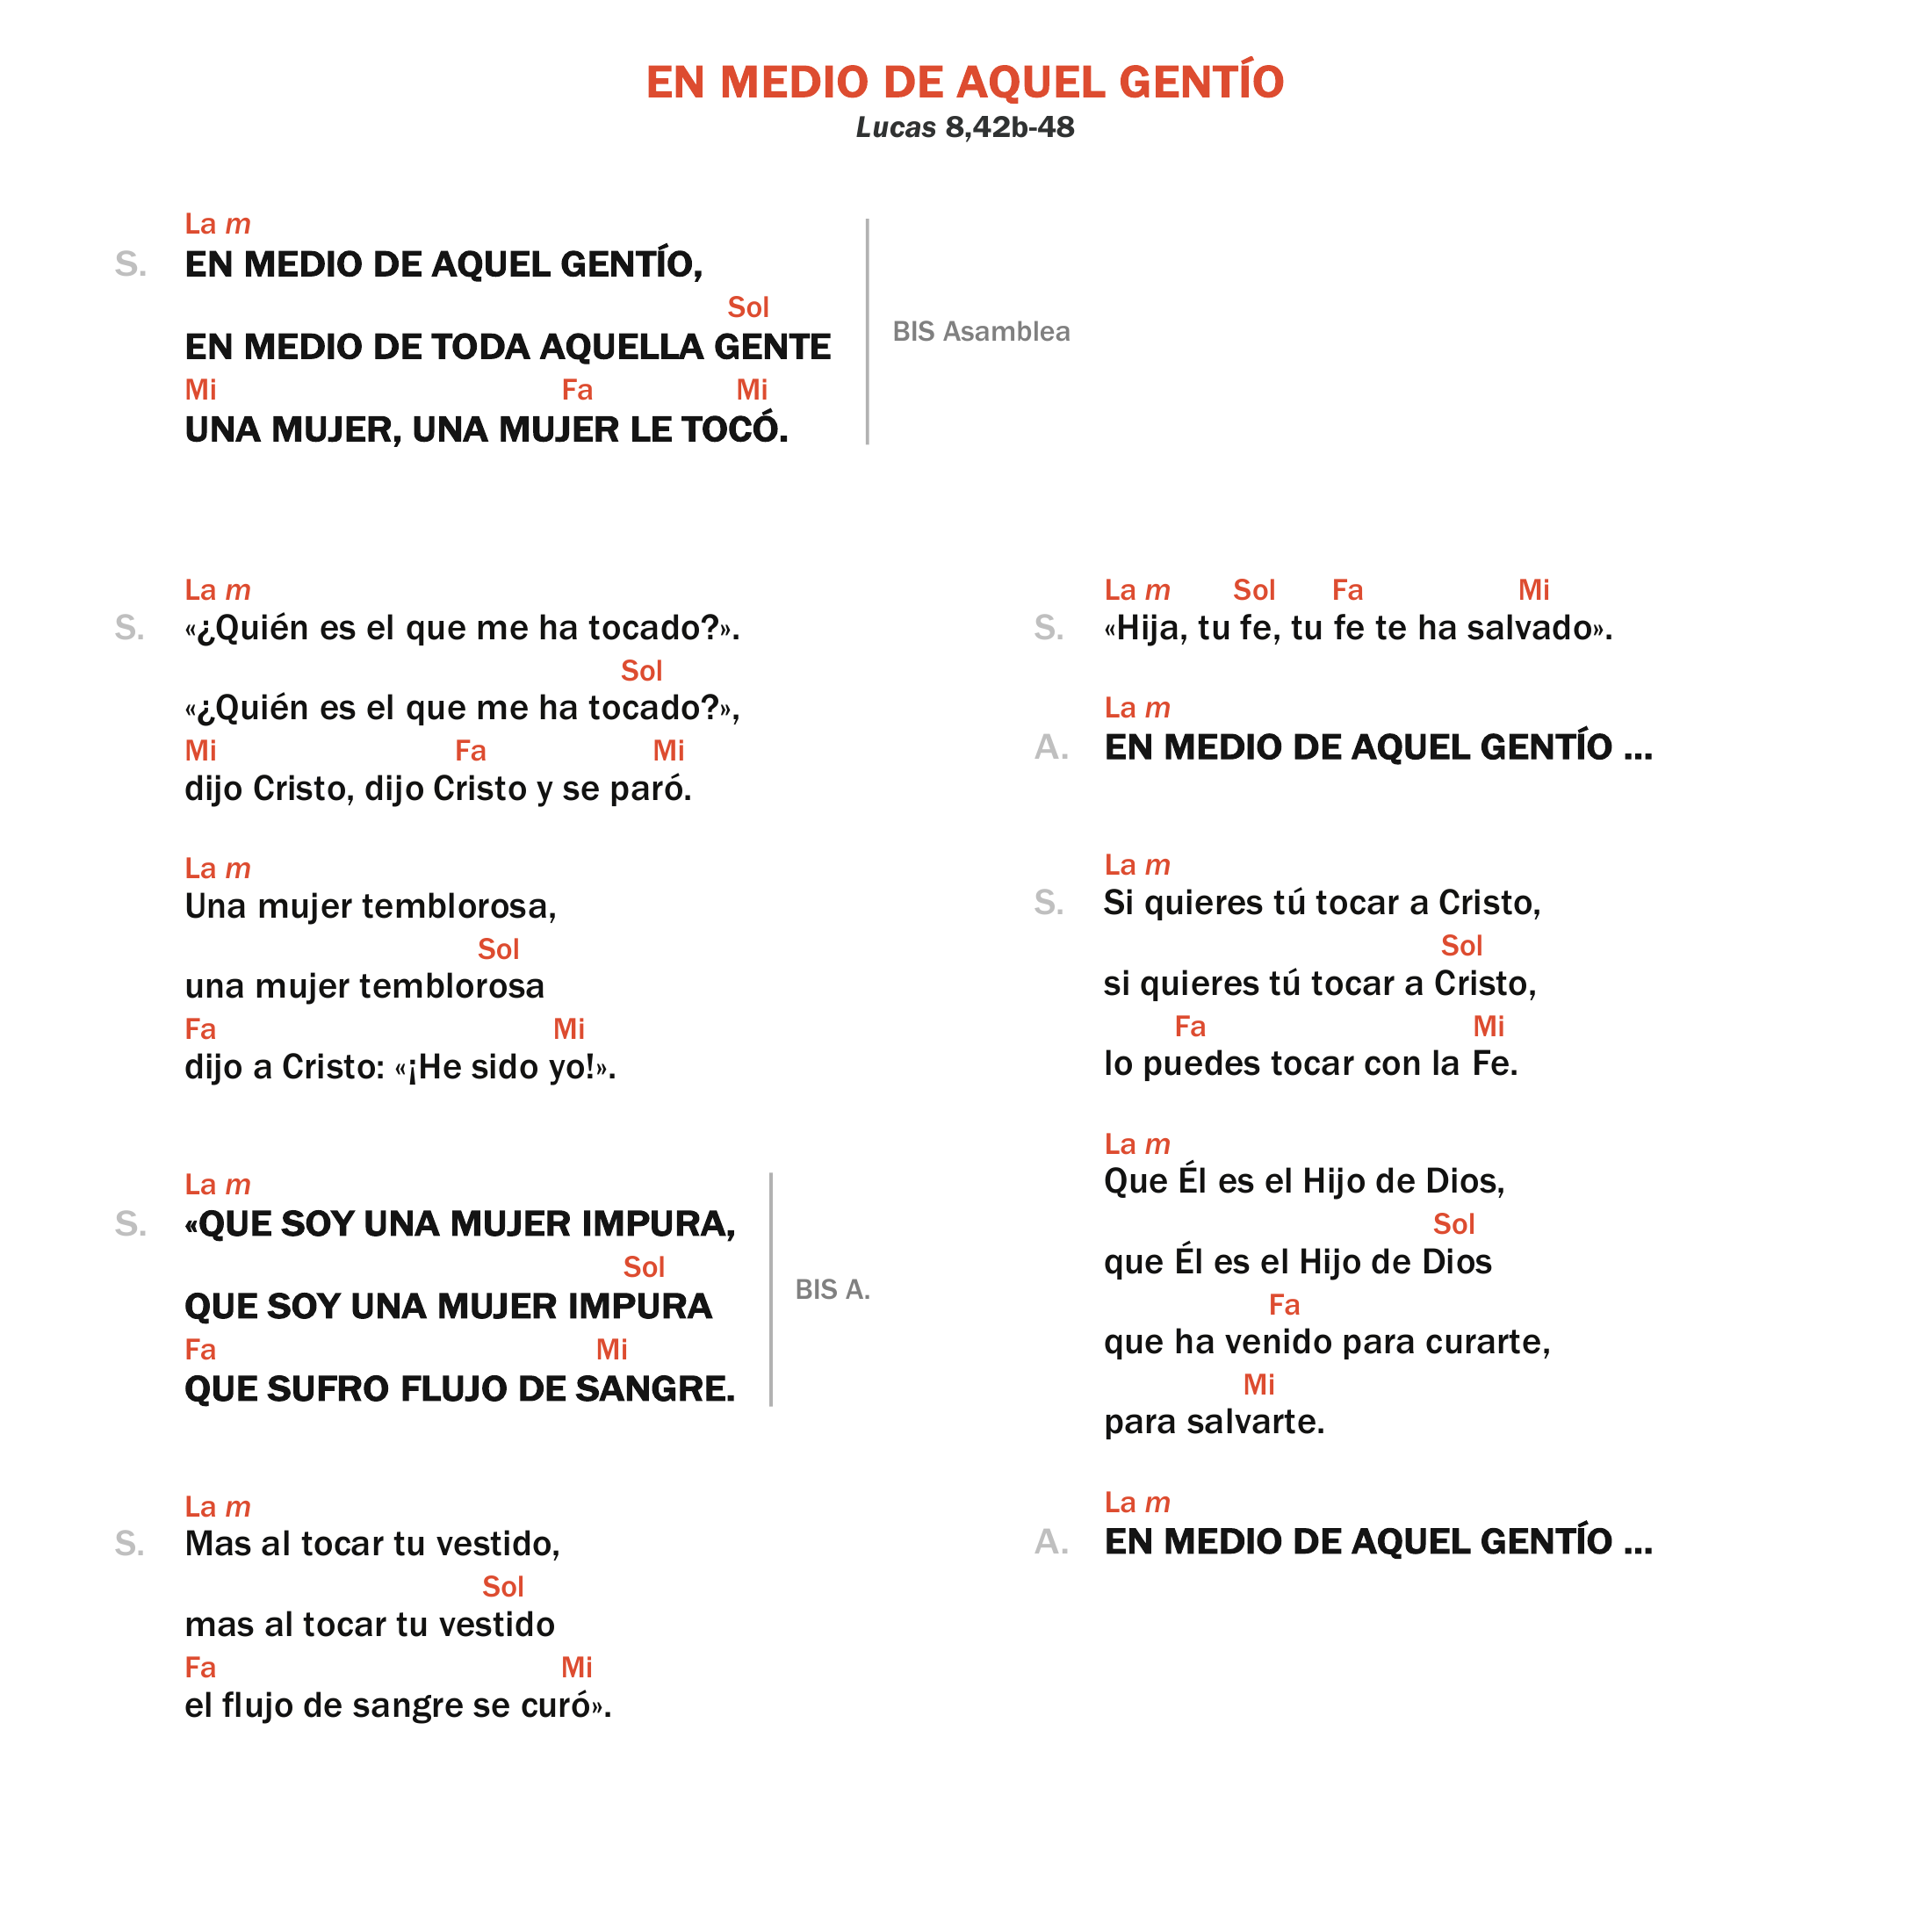 EN MEDIO DE AQUEL GENTÍO
Lucas 8,42b-48
La m
S. EN MEDIO DE AQUEL GENTÍO,
Sol
EN MEDIO DE TODA AQUELLA GENTE
BIS Asamblea
Mi Fa Mi
UNA MUJER, UNA MUJER LE TOCÓ.
La m
S. «¿Quién es el que me ha tocado?».
Sol
«¿Quién es el que me ha tocado?»,
Mi Fa Mi
dijo Cristo, dijo Cristo y se paró.
La m
Una mujer temblorosa,
Sol
una mujer temblorosa
Fa Mi
dijo a Cristo: «¡He sido yo!».
La m
S. «QUE SOY UNA MUJER IMPURA,
Sol
QUE SOY UNA MUJER IMPURA
BIS A.
Fa Mi
QUE SUFRO FLUJO DE SANGRE.
La m
S. Mas al tocar tu vestido,
Sol
mas al tocar tu vestido
Fa Mi
el flujo de sangre se curó».
La m Sol Fa Mi
S. «Hija, tu fe, tu fe te ha salvado».
La m
A. EN MEDIO DE AQUEL GENTÍO ...
La m
S. Si quieres tú tocar a Cristo,
Sol
si quieres tú tocar a Cristo,
Fa Mi
lo puedes tocar con la Fe.
La m
Que Él es el Hijo de Dios,
Sol
que Él es el Hijo de Dios
Fa
que ha venido para curarte,
Mi
para salvarte.
La m
A. EN MEDIO DE AQUEL GENTÍO ...